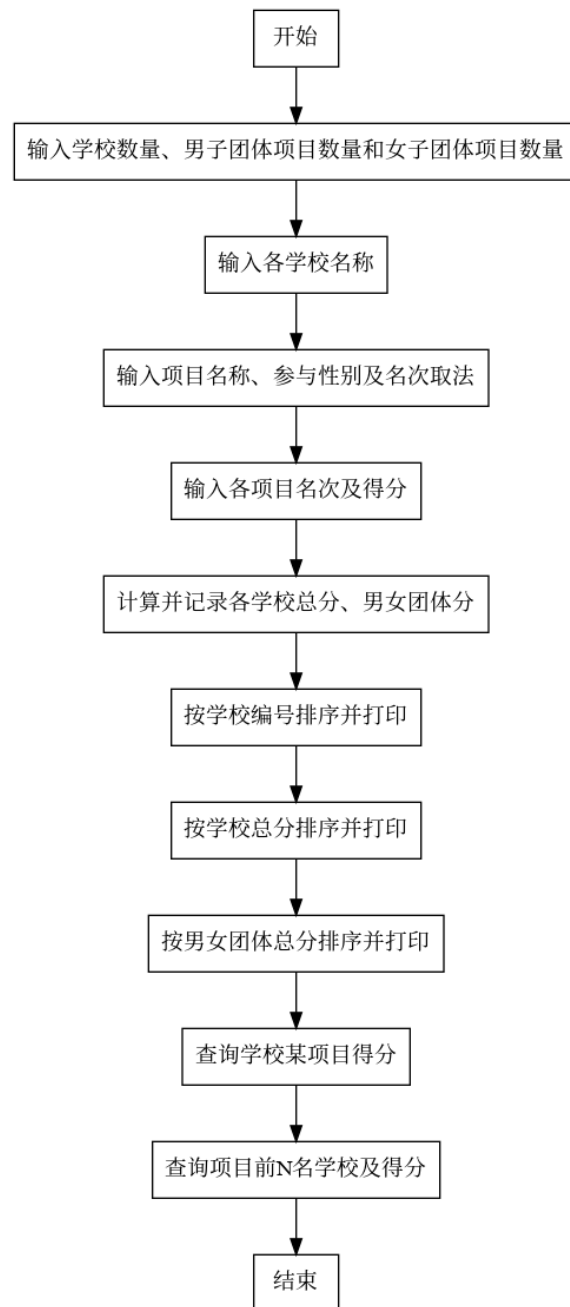 开始
输入学校数量、男子团体项目数量和女子团体项目数量
输入各学校名称
输入项目名称、参与性别及名次取法
输入各项目名次及得分
计算并记录各学校总分、男女团体分
按学校编号排序并打印
按学校总分排序并打印
按男女团体总分排序并打印
查询学校某项目得分
查询项目前N名学校及得分
结束